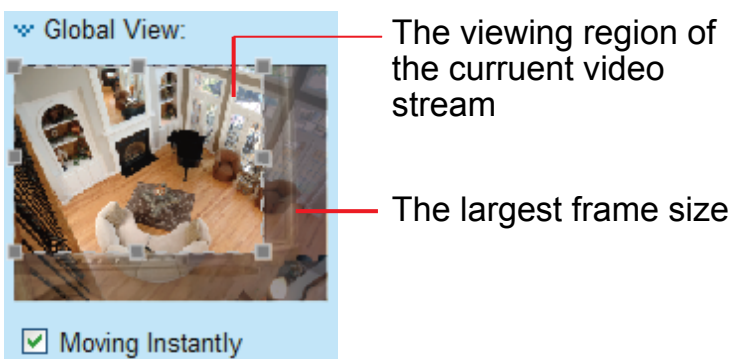 Global View:
The viewing region of
the curruent video
stream
The largest frame size
Moving Instantly